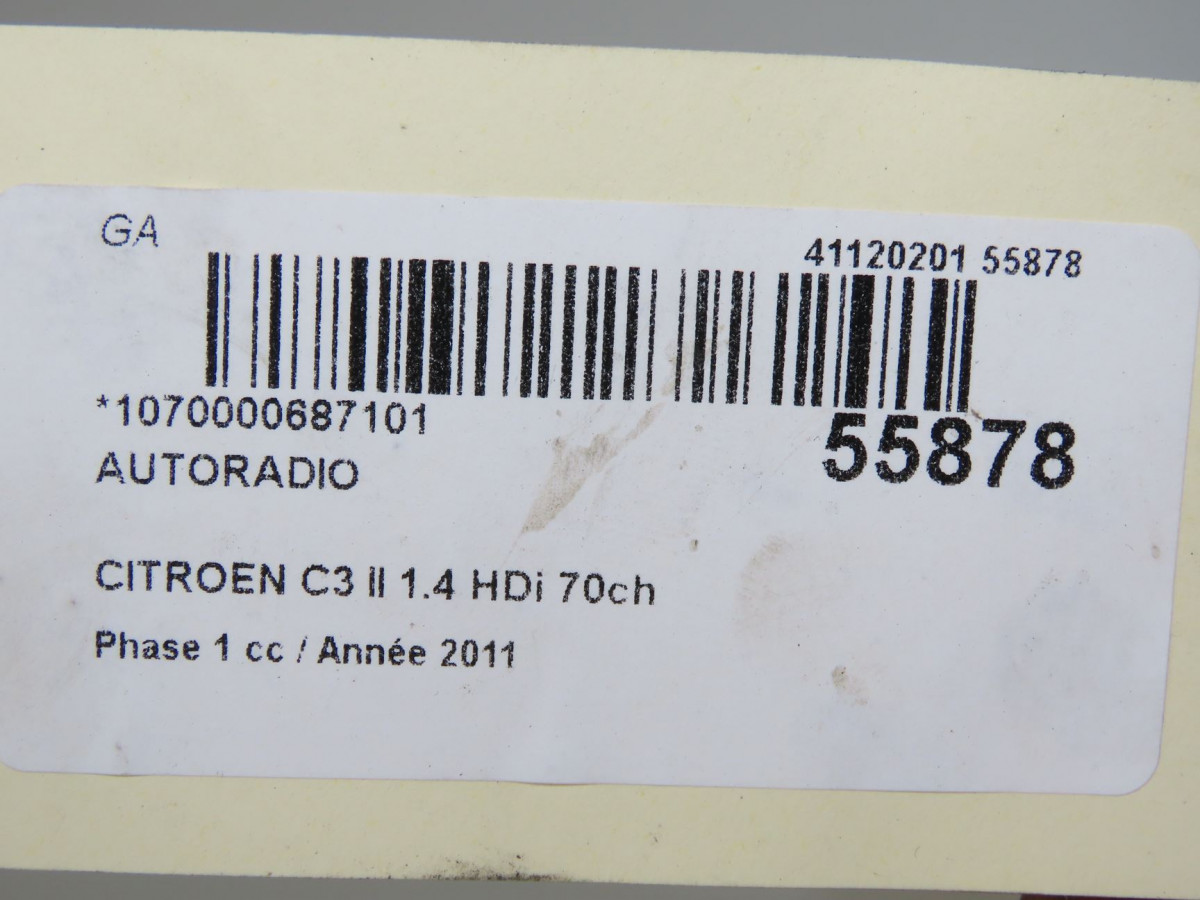 GA
41120201 55878
*1070000687101
55878
AUTORADIO
CITROEN C3 II 1.4 HDi 70ch
Phase 1 cc / Année 2011